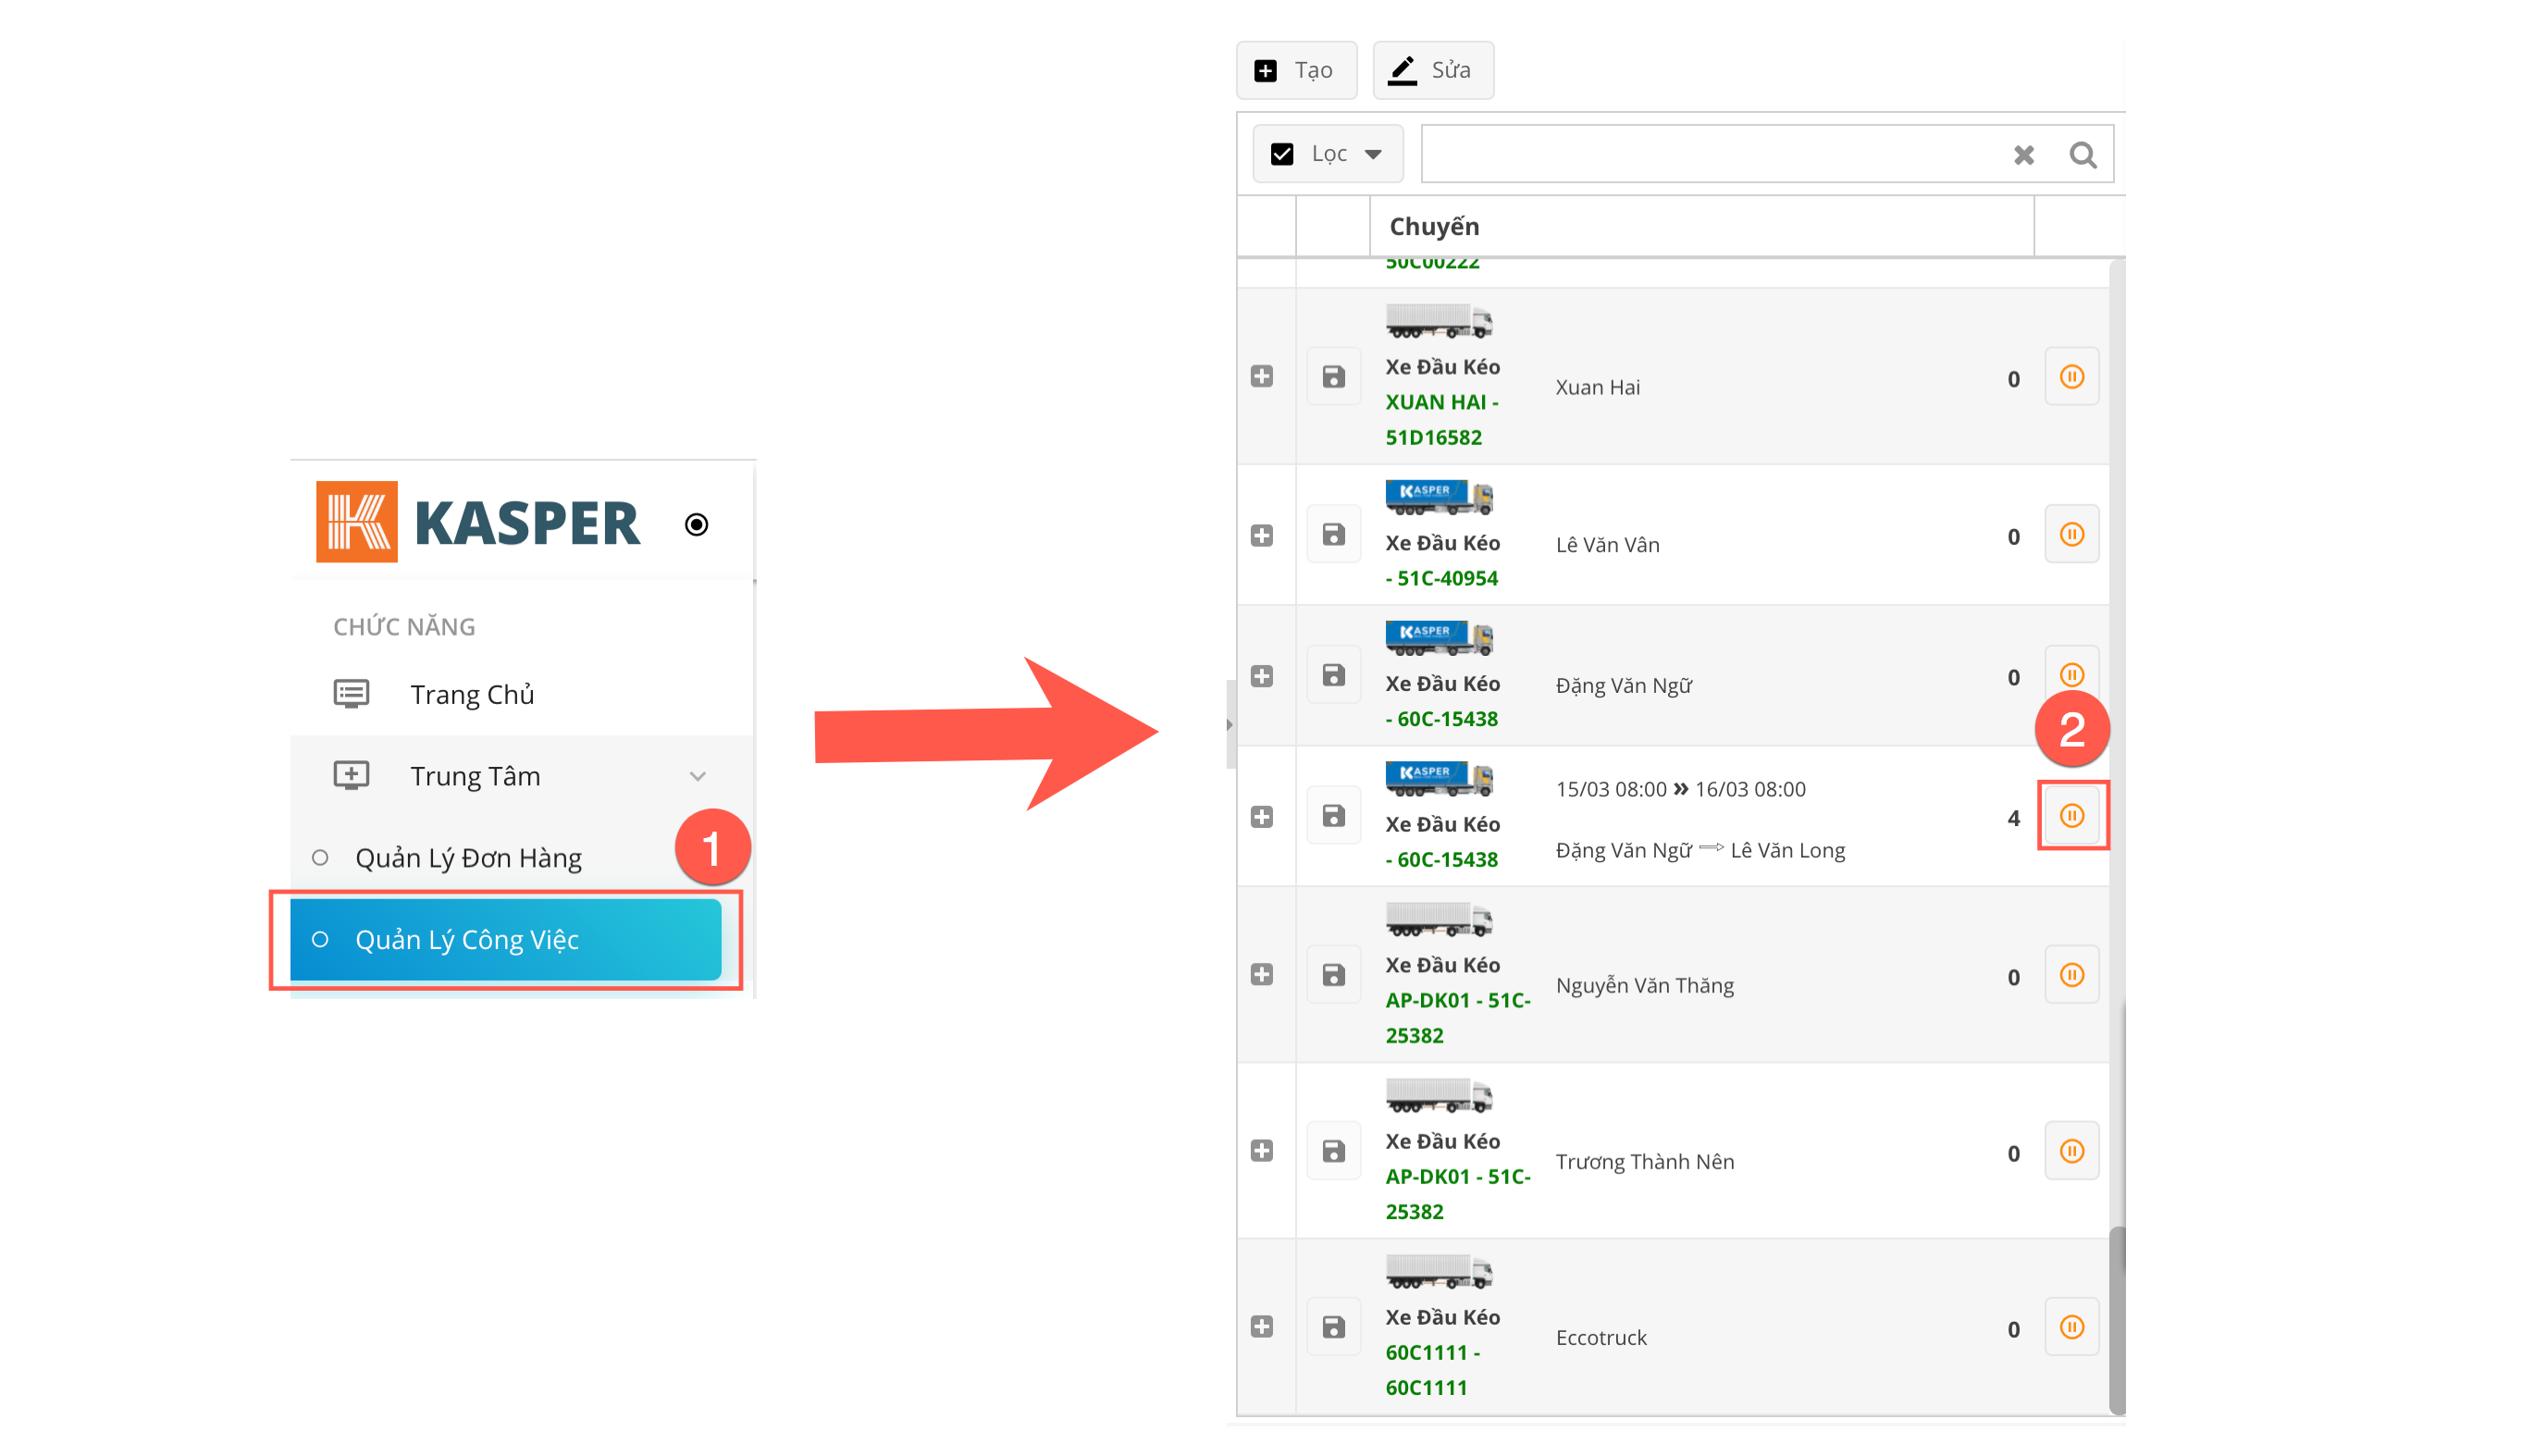 KASPER
CHỨC NĂNG
Trang Chủ
Trung Tâm
1
Quản Lý Đơn Hàng
Quản Lý Công Việc
Tạo
Sửa
Lọc
Chuyến
50C00222
Xe Đầu Kéo
XUAN HAI -
51D16582
Xuan Hai
0
KASPER
Xe Đầu Kéo
- 51C-40954
Lê Văn Vân
0
KASPER
Xe Đầu Kéo
- 60C-15438
Đặng Văn Ngữ
0
2
KASPER
Xe Đầu Kéo
- 60C-15438
15/03 08:00 » 16/03 08:00
Đặng Văn Ngữ ⇨ Lê Văn Long
4
Xe Đầu Kéo
AP-DK01 - 51C-
25382
Nguyễn Văn Thăng
0
Xe Đầu Kéo
AP-DK01 - 51C-
25382
Trương Thành Nên
0
Xe Đầu Kéo
60C1111 -
60C1111
Eccotruck
0